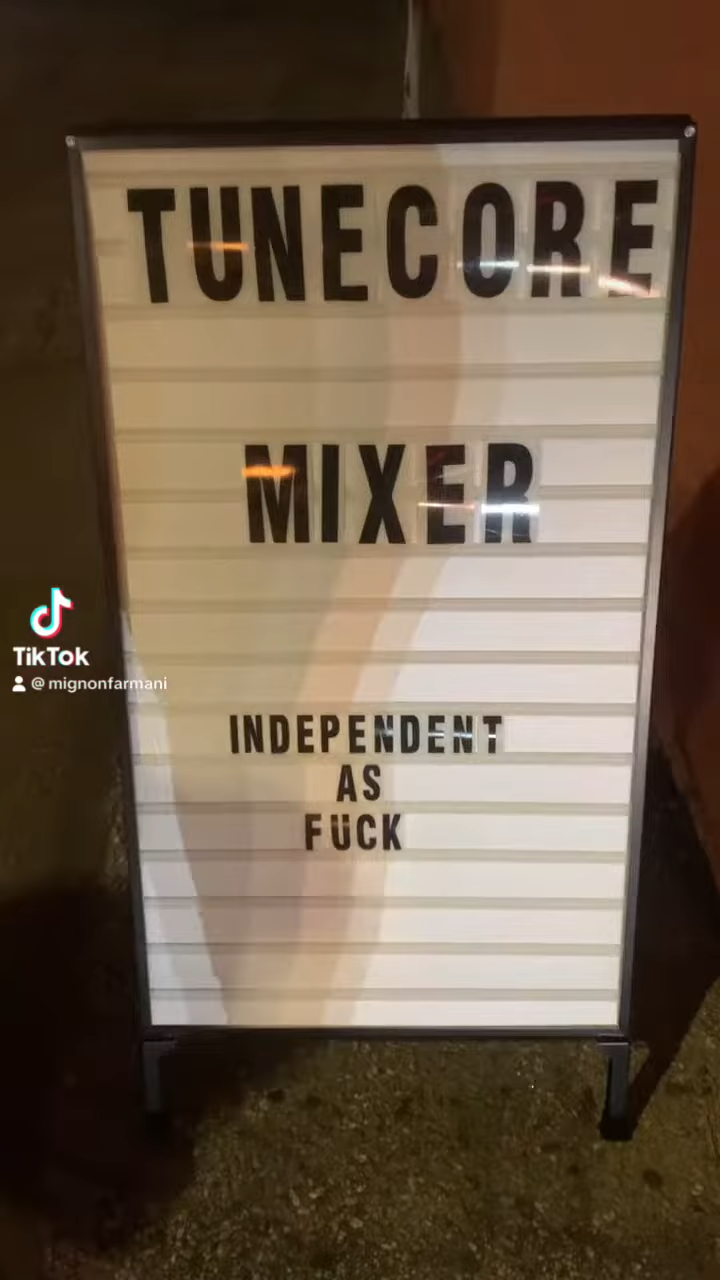 TUNECORE
MIXER
TikTok
@mignonfarmani
INDEPENDENT
AS
FUCK